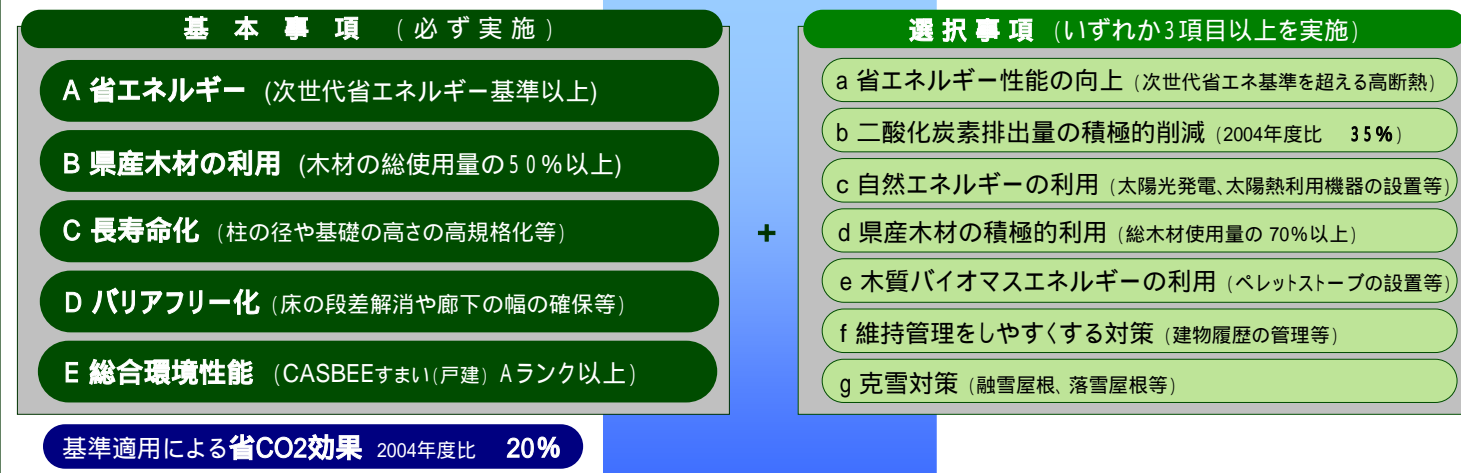 基本事項 (必ず実施)
A 省エネルギー (次世代省エネルギー基準以上)
B 県産木材の利用 (木材の総使用量の50%以上)
C 長寿命化 (柱の径や基礎の高さの高規格化等)
D バリアフリー化 (床の段差解消や廊下の幅の確保等)
E 総合環境性能 (CASBEEすまい(戸建) Aランク以上)
基準適用による省CO2効果 2004年度比 20%
+
選択事項 (いずれか3項目以上を実施)
a 省エネルギー性能の向上 (次世代省エネ基準を超える高断熱)
b 二酸化炭素排出量の積極的削減 (2004年度比 35%)
c 自然エネルギーの利用 (太陽光発電、太陽熱利用機器の設置等)
d 県産木材の積極的利用 (総木材使用量の 70%以上)
e 木質バイオマスエネルギーの利用 (ペレットストーブの設置等)
f 維持管理をしやすくする対策 (建物履歴の管理等)
g 克雪対策 (融雪屋根、落雪屋根等)